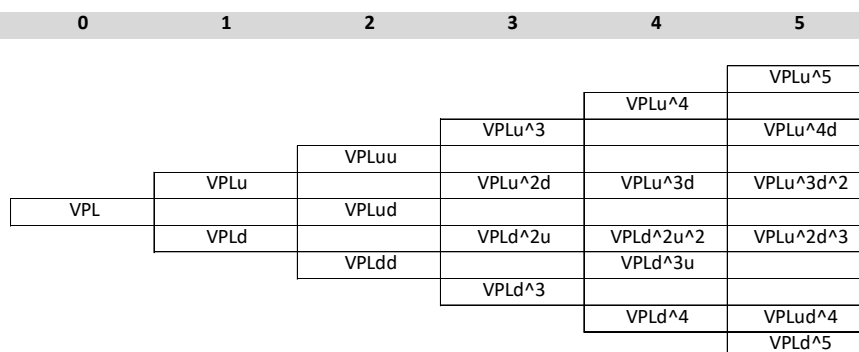 0 1 2 3 4 5
VPLu^5
VPLu^4
VPLu^3 VPLu^4d
VPLuu
VPLu VPLu^2d VPLu^3d VPLu^3d^2
VPL VPLud
VPLd VPLd^2u VPLd^2u^2 VPLu^2d^3
VPLdd VPLd^3u
VPLd^3
VPLd^4 VPLud^4
VPLd^5